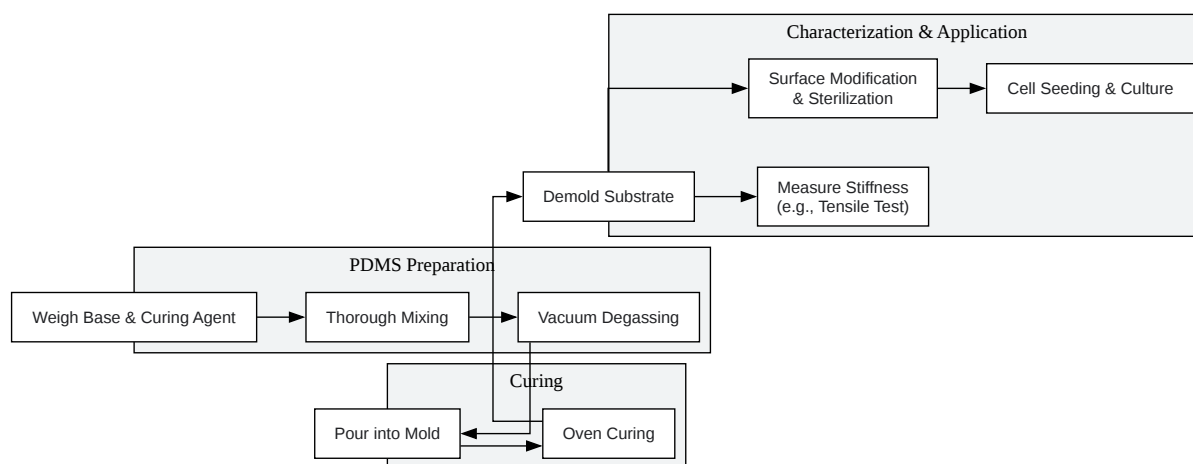 Characterization & Application
Surface Modification
& Sterilization
Cell Seeding & Culture
Demold Substrate
Measure Stiffness
(e.g., Tensile Test)
PDMS Preparation
Weigh Base & Curing Agent
Thorough Mixing
Vacuum Degassing
Curing
Pour into Mold
Oven Curing